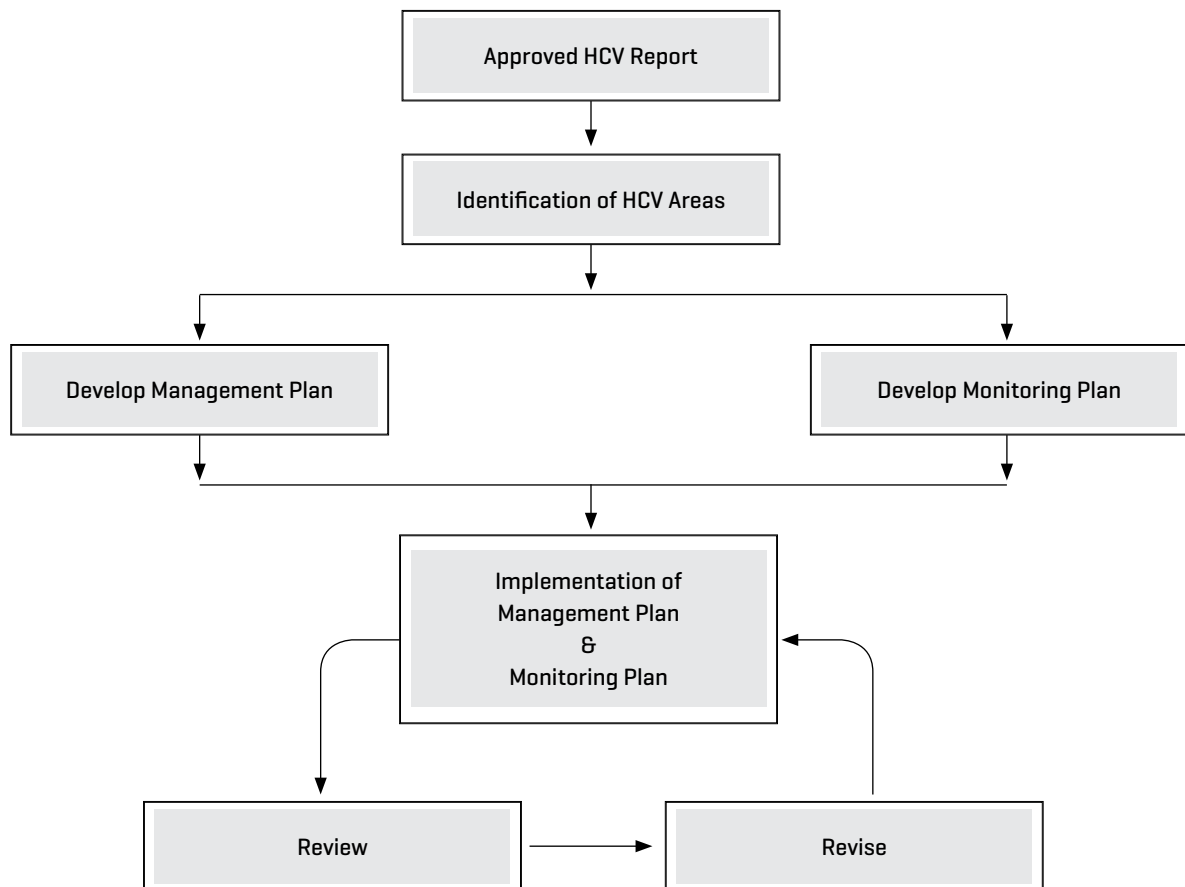 Approved HCV Report
Identification of HCV Areas
Develop Management Plan
Develop Monitoring Plan
Implementation of
Management Plan
&
Monitoring Plan
Review
Revise